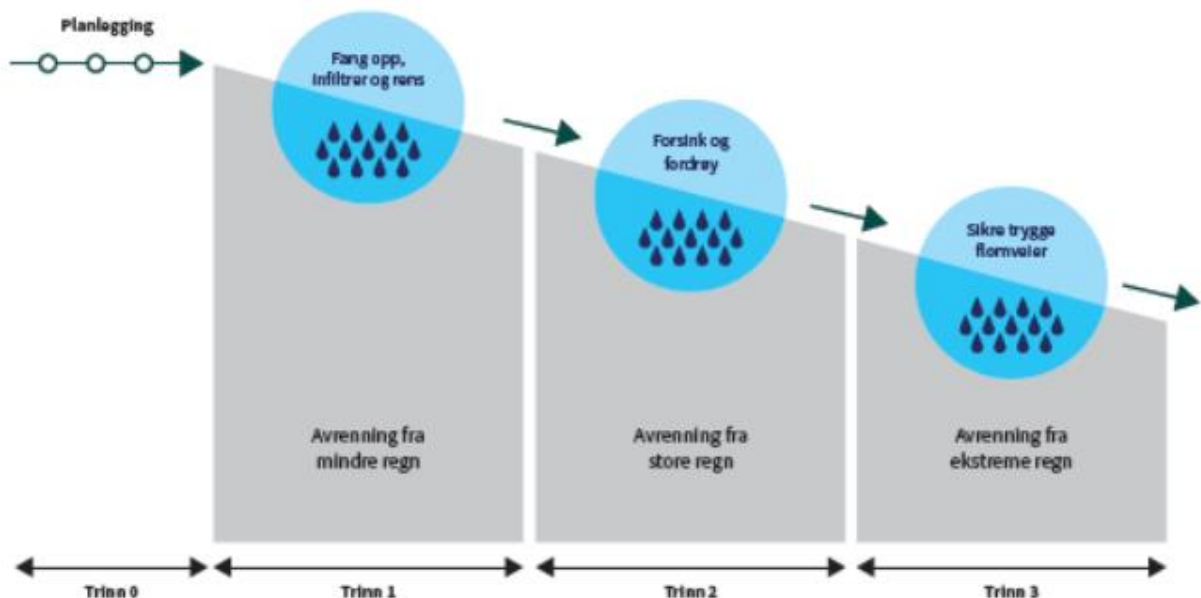 Planlegging
Fang opp,
infiltrer og rens
Forsink og
fordrøy
Sikre trygge
flomveier
Avrenning fra
mindre regn
Avrenning fra
store regn
Avrenning fra
ekstreme regn
Trinn 0
Trinn 1
Trinn 2
Trinn 3